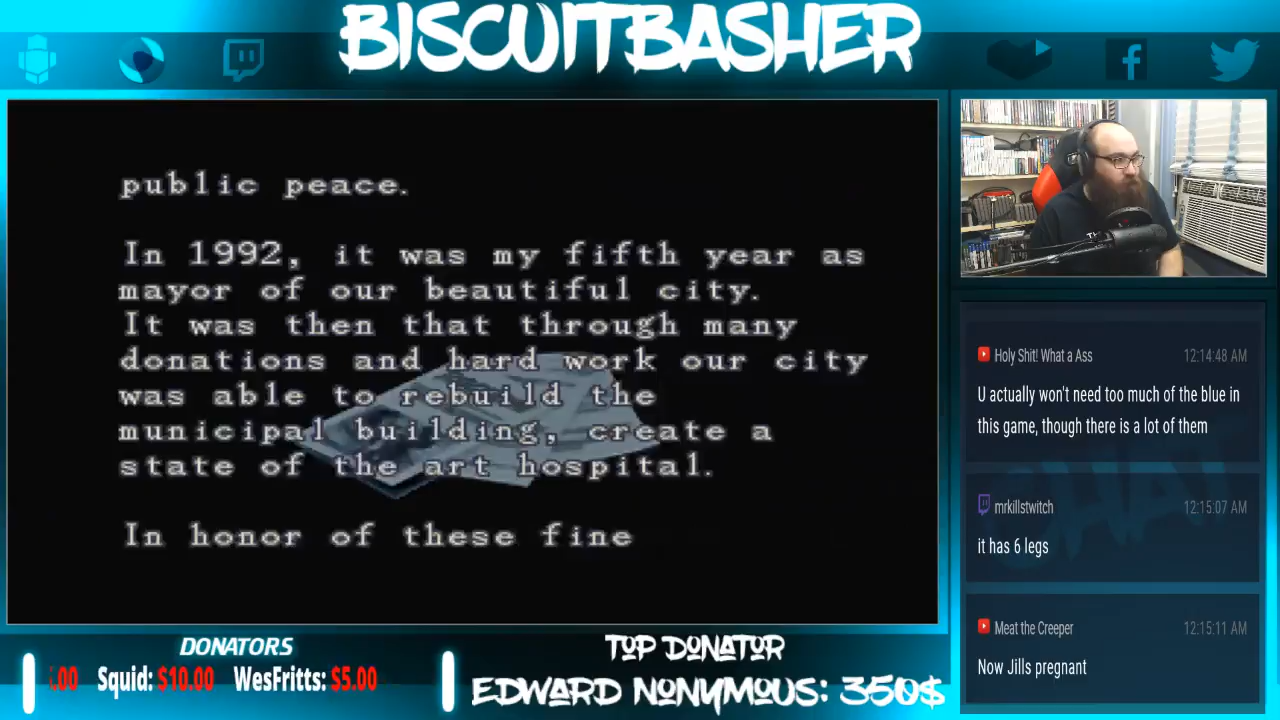 BISCUITBASHER
public peace.
In 1992, it was my fifth year as
mayor of our beautiful city.
It was then that through many
donations and hard work our city
was able to rebuild the
municipal building, create a
state of the art hospital.
In honor of these fine
Holy Shit! What a Ass 12:14:48 AM
U actually won't need too much of the blue in
this game, though there is a lot of them
mrkillstwitch 12:15:07 AM
it has 6 legs
Meat the Creeper 12:15:11 AM
Now Jills pregnant
DONATORS
.00 Squid: $10.00 WesFritts: $5.00
TOP DONATOR
EDWARD NONYMOUS: 350$